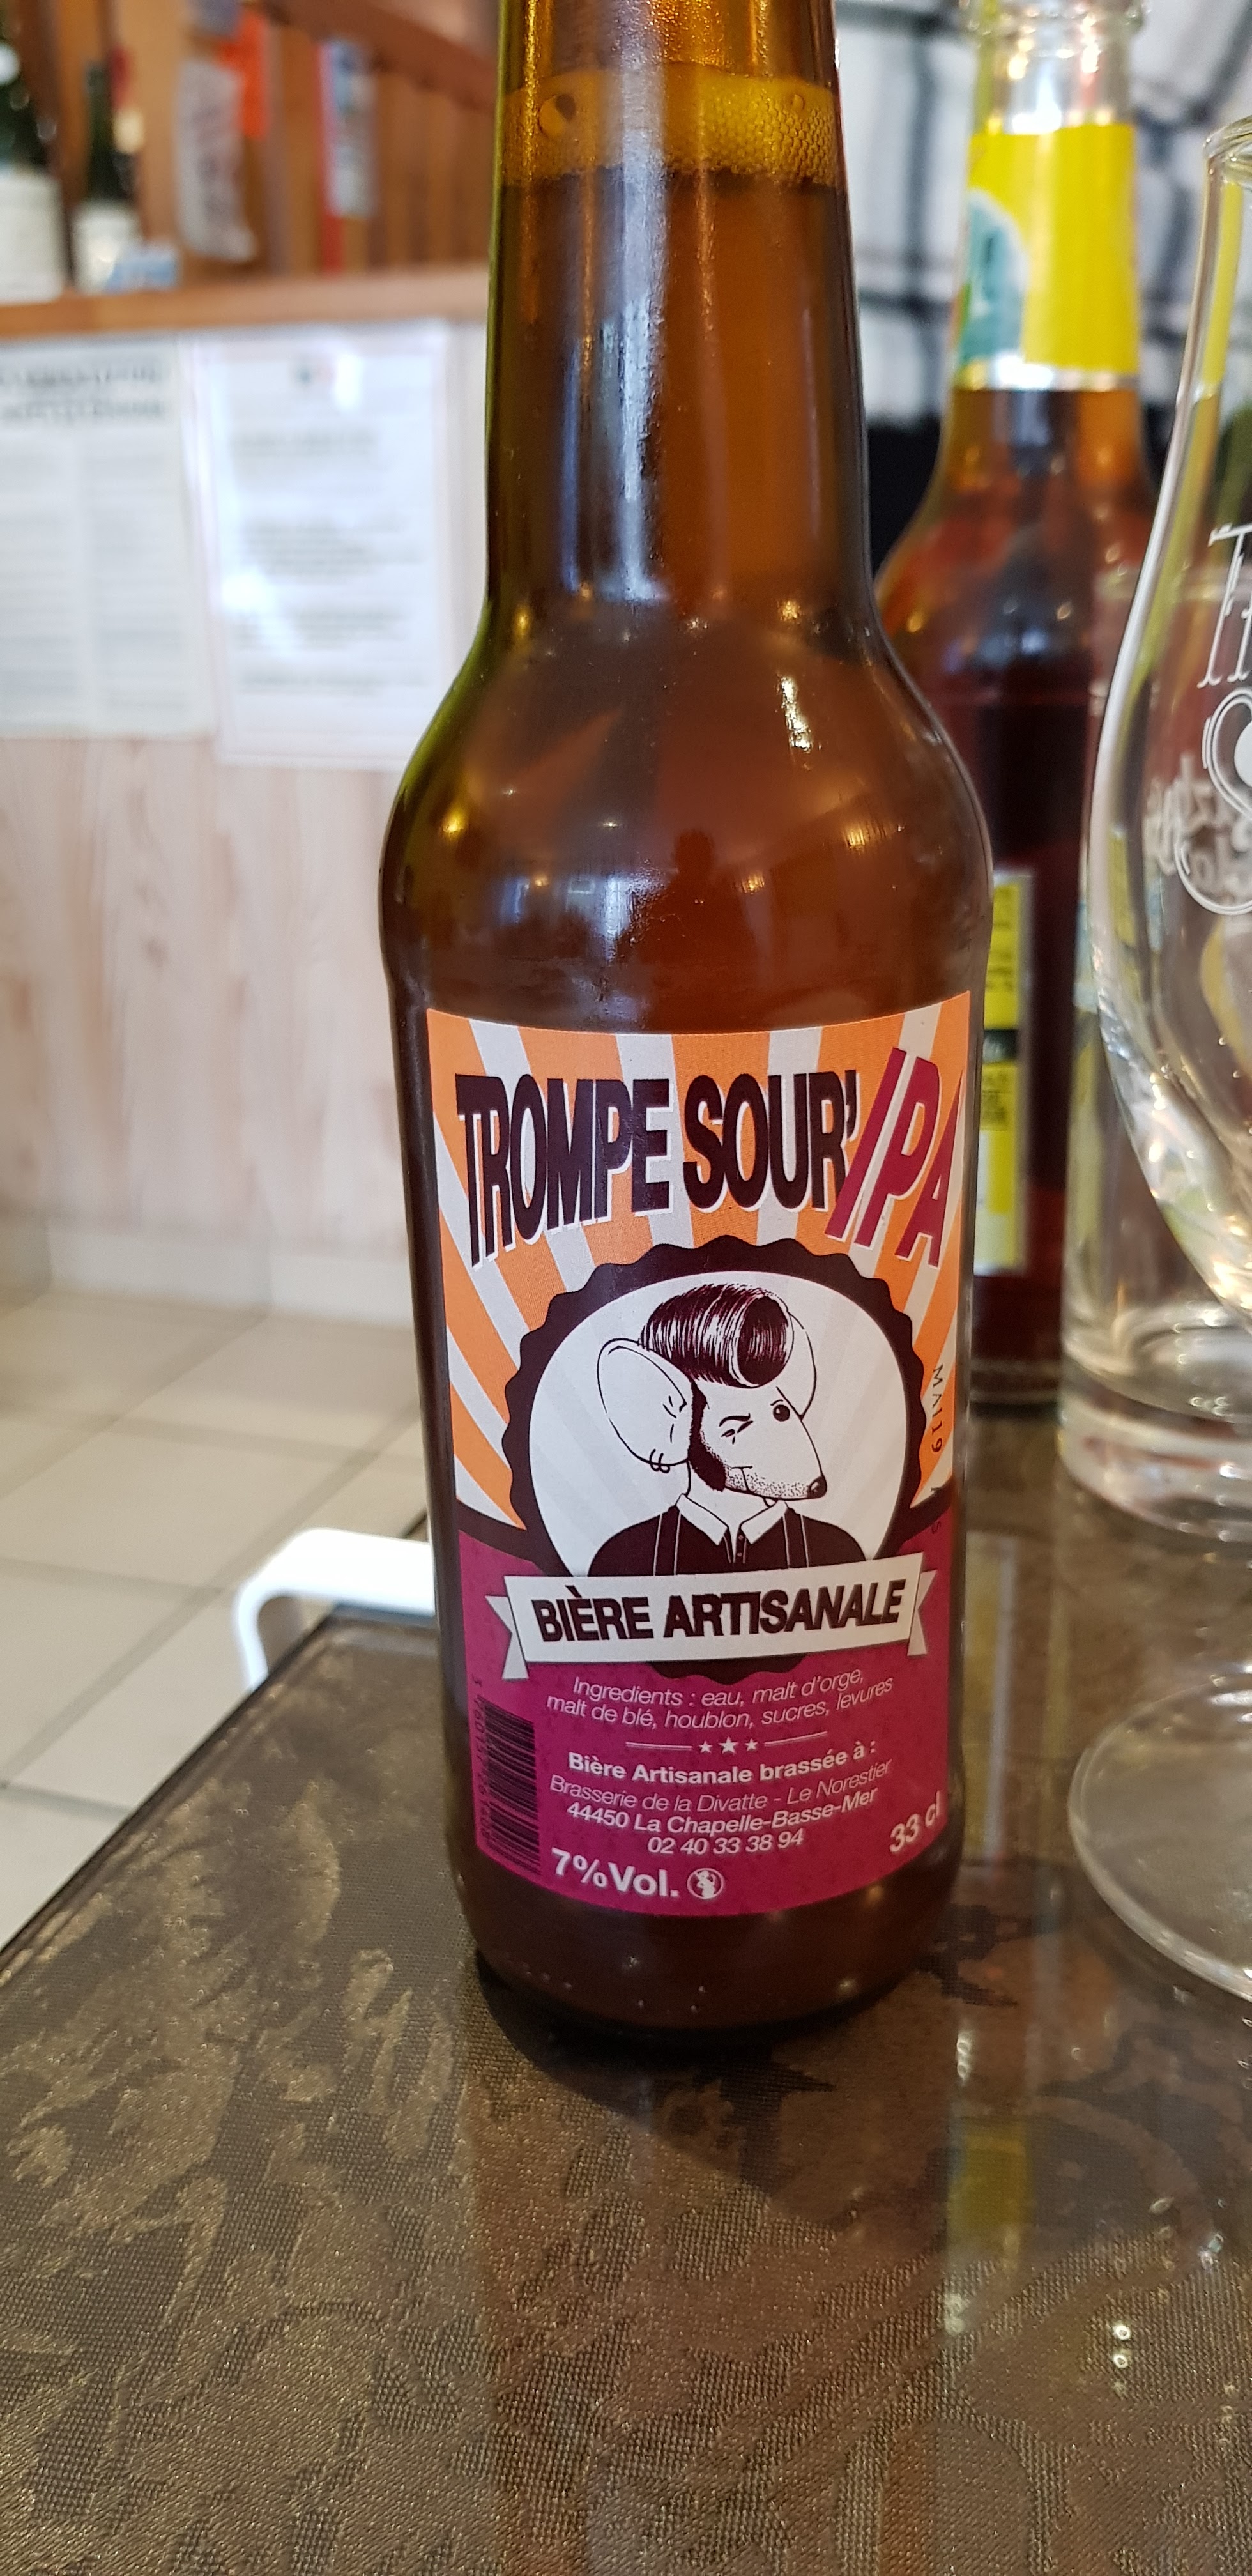 TROMPE SOUR' IPA
MAI19
BIÈRE ARTISANALE
Ingredients : eau, malt d'orge,
malt de blé, houblon, sucres, levures
Bière Artisanale brassée à :
Brasserie de la Divatte - Le Norestier
44450 La Chapelle-Basse-Mer
02 40 33 38 94
33 cl
7%Vol.